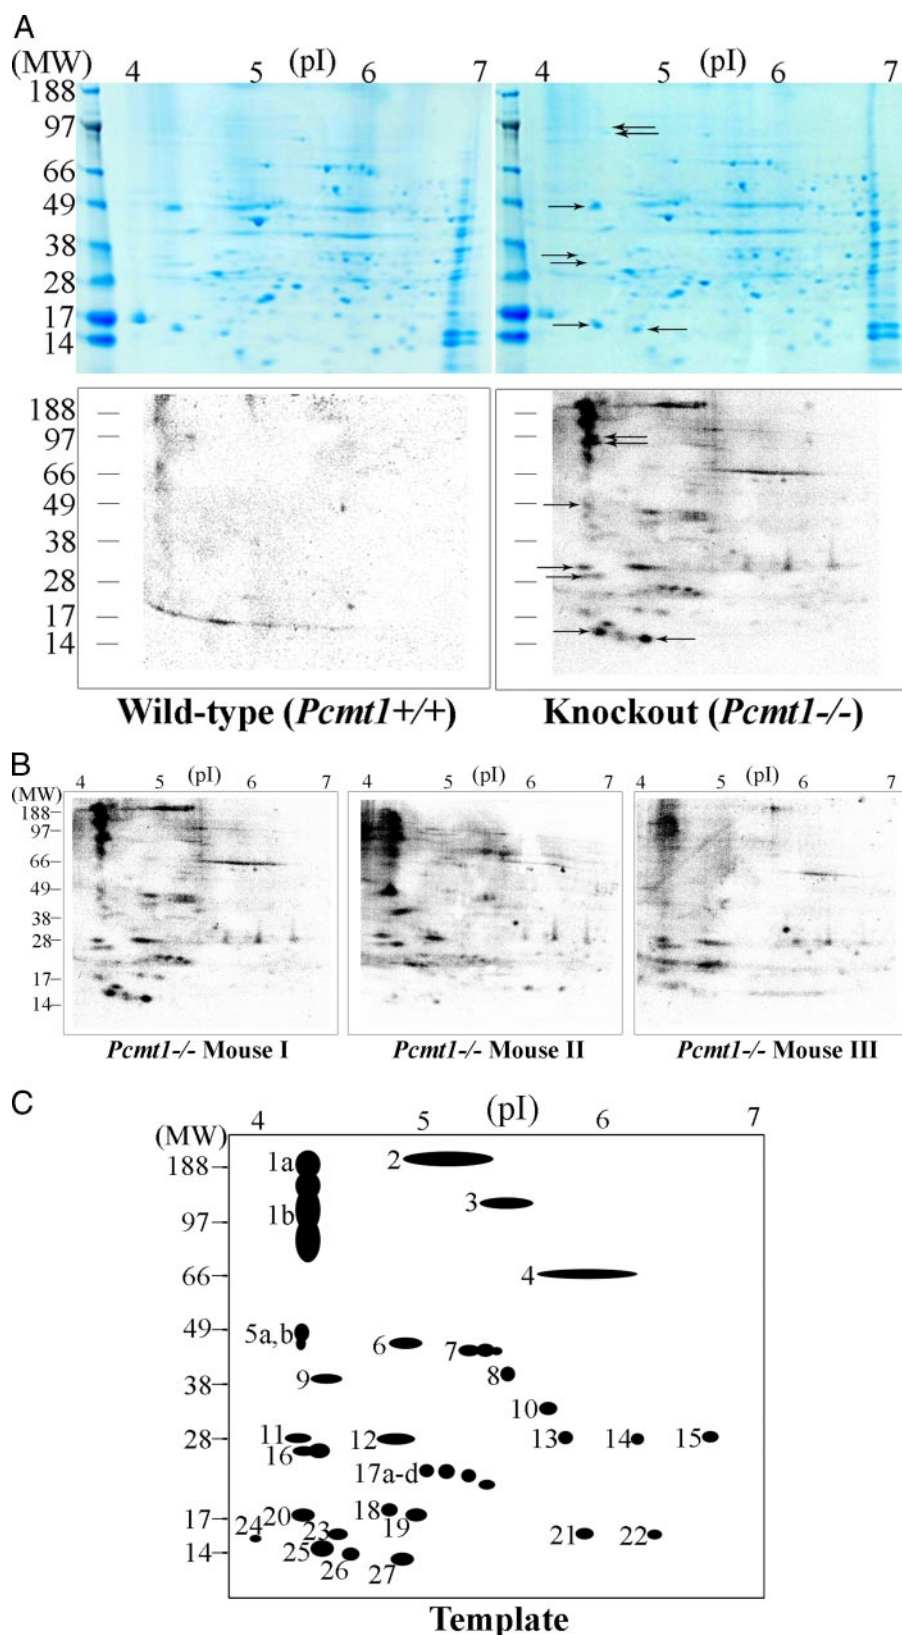 A
(MW) 4 5 (pI) 6 7 4 5 (pI) 6 7
188
97
66
49
38
28
17
14
188
97
66
49
38
28
17
14
Wild-type (Pcmt1+/+) Knockout (Pcmt1-/-)
B
4 5 (pI) 6 7 4 5 (pI) 6 7 4 5 (pI) 6 7
(MW)
188
97
66
49
38
28
17
14
Pcmt1-/- Mouse I Pcmt1-/- Mouse II Pcmt1-/- Mouse III
C
4 5 (pI) 6 7
(MW)
188 1a 2
97 1b 3
66 4
49 5a,b 6 7
38 9 8
10
28 11 12 13 14 15
16 17a-d
17 20 18 19
24 23 21 22
14 25 26 27
Template